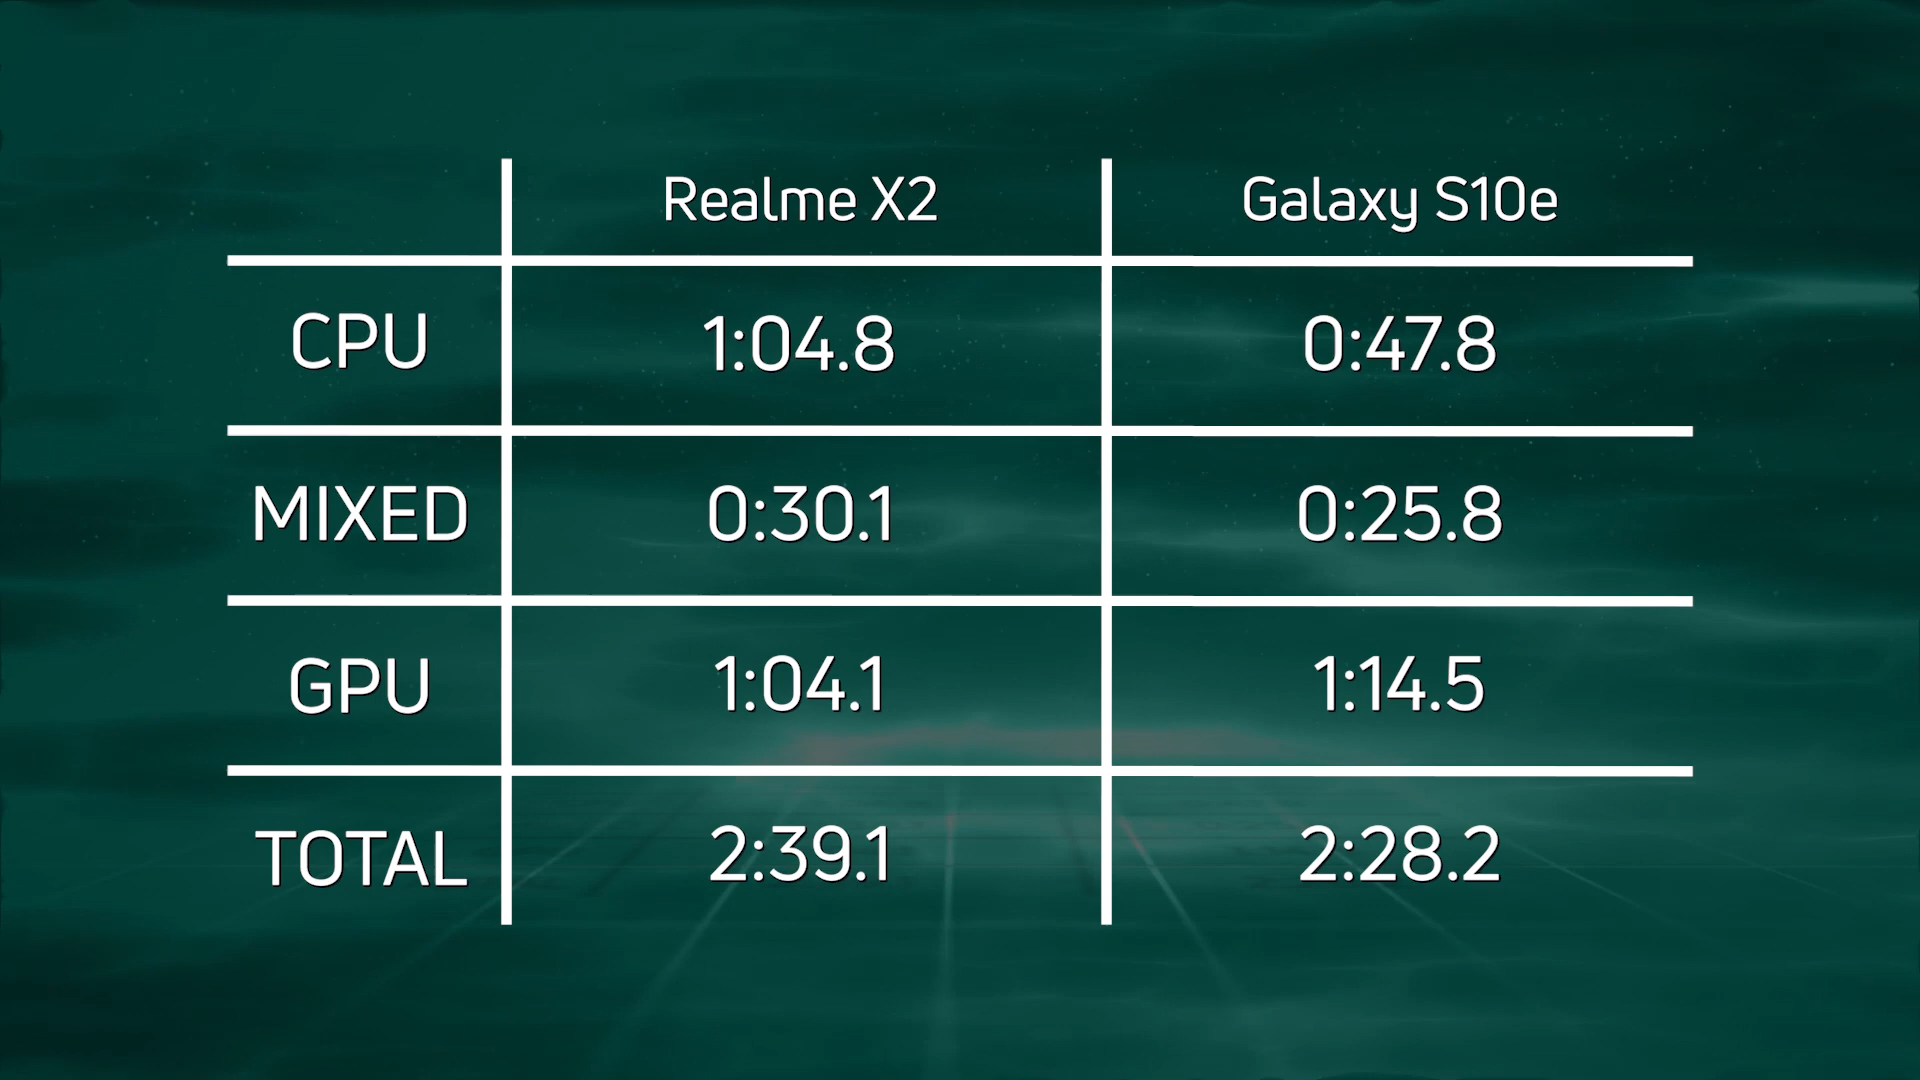 Realme X2 Galaxy S10e
CPU 1:04.8 0:47.8
MIXED 0:30.1 0:25.8
GPU 1:04.1 1:14.5
TOTAL 2:39.1 2:28.2